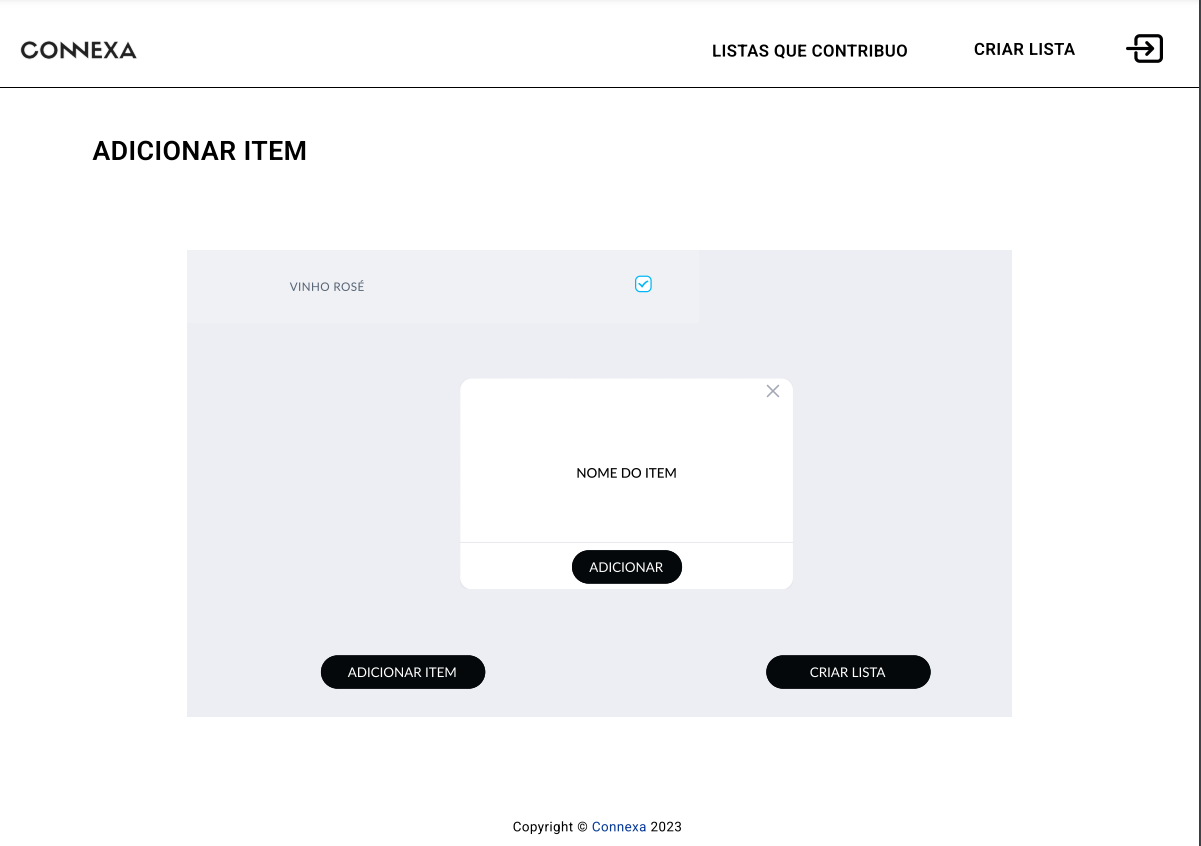 CONNEXA
LISTAS QUE CONTRIBUO
CRIAR LISTA
ADICIONAR ITEM
VINHO ROSÉ
NOME DO ITEM
ADICIONAR
ADICIONAR ITEM
CRIAR LISTA
Copyright © Connexa 2023